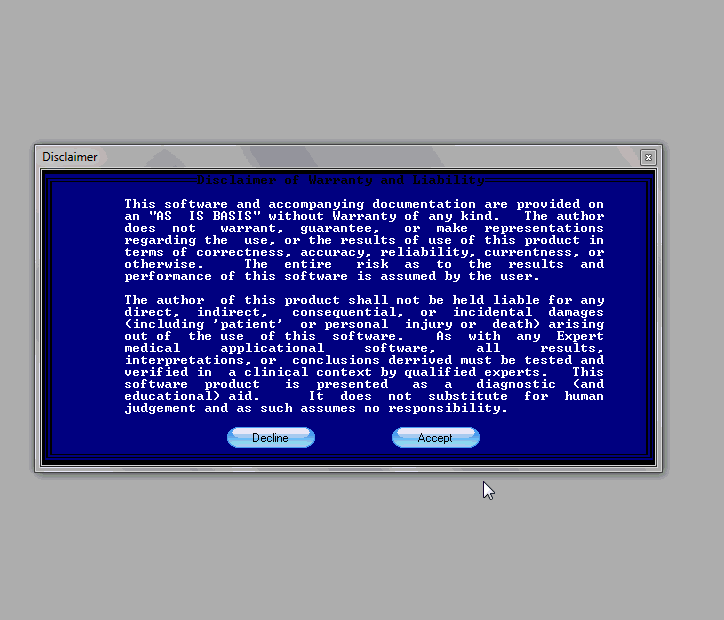 Disclaimer
Disclaimer of Warranty and Liability
This software and accompanying documentation are provided on
an "AS IS BASIS" without Warranty of any kind. The author
does not warrant, guarantee, or make representations
regarding the use, or the results of use of this product in
terms of correctness, accuracy, reliability, currentness, or
otherwise. The entire risk as to the results and
performance of this software is assumed by the user.
The author of this product shall not be held liable for any
direct, indirect, consequential, or incidental damages
(including 'patient' or personal injury or death) arising
out of the use of this software. As with any Expert
medical applicational software, all results,
interpretations, or conclusions derrived must be tested and
verified in a clinical context by qualified experts. This
software product is presented as a diagnostic (and
educational) aid. It does not substitute for human
judgement and as such assumes no responsibility.
Decline Accept